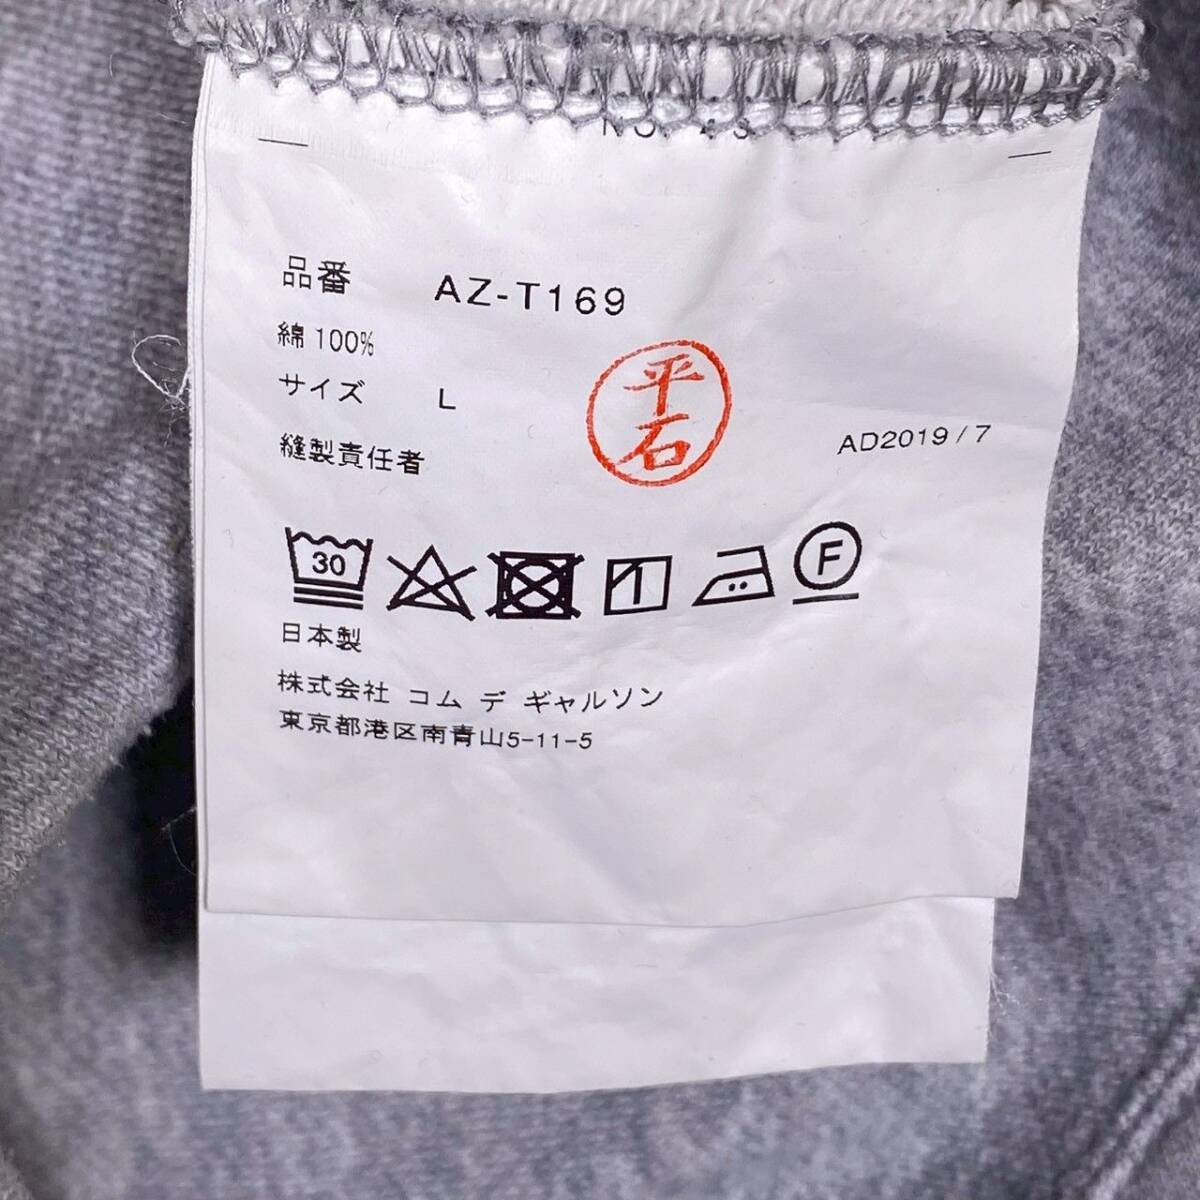 品番 AZ-T169
綿 100%
サイズ L
平石
縫製責任者
AD2019/7
30
F
日本製
株式会社 コム デ ギャルソン
東京都港区南青山5-11-5